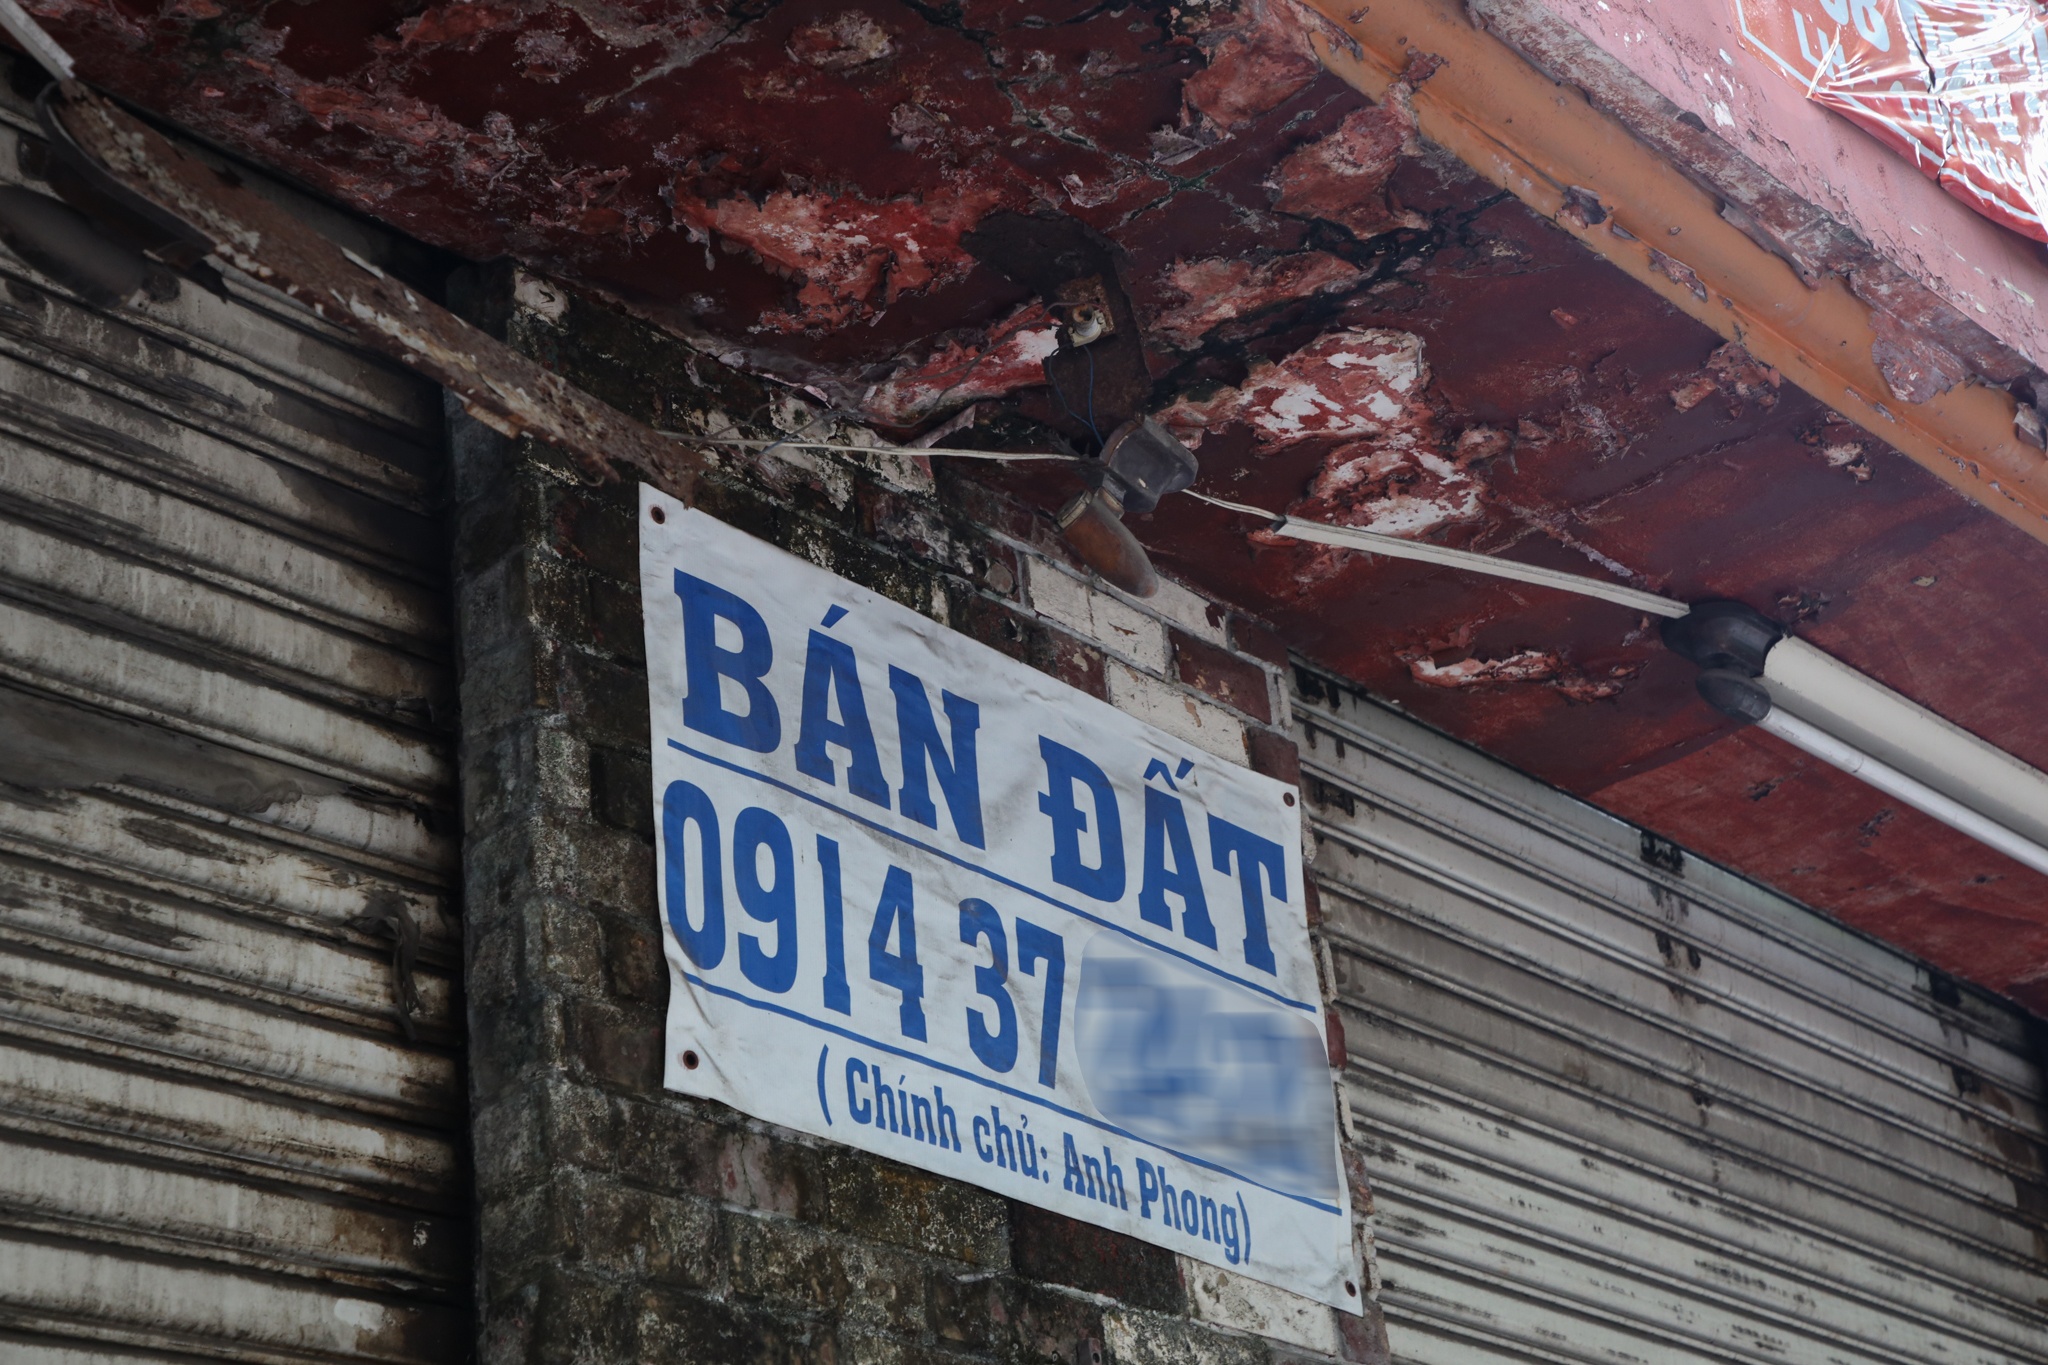 BÁN ĐẤT
0914 37
( Chính chủ: Anh Phong)